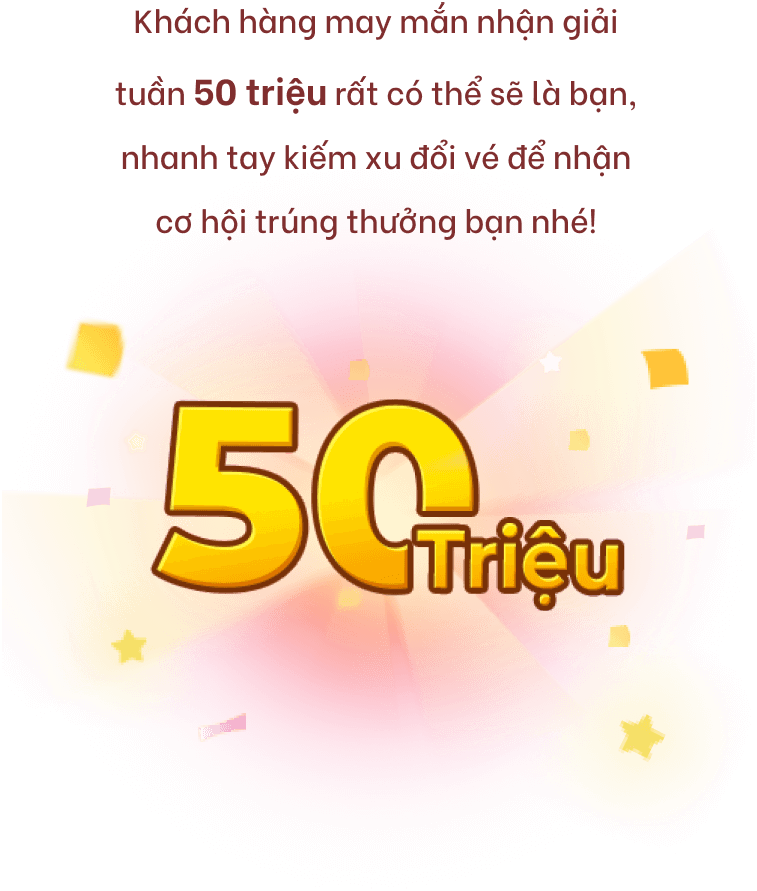 Khách hàng may mắn nhận giải
tuần 50 triệu rất có thể sẽ là bạn,
nhanh tay kiếm xu đổi vé để nhận
cơ hội trúng thưởng bạn nhé!
50 Triệu